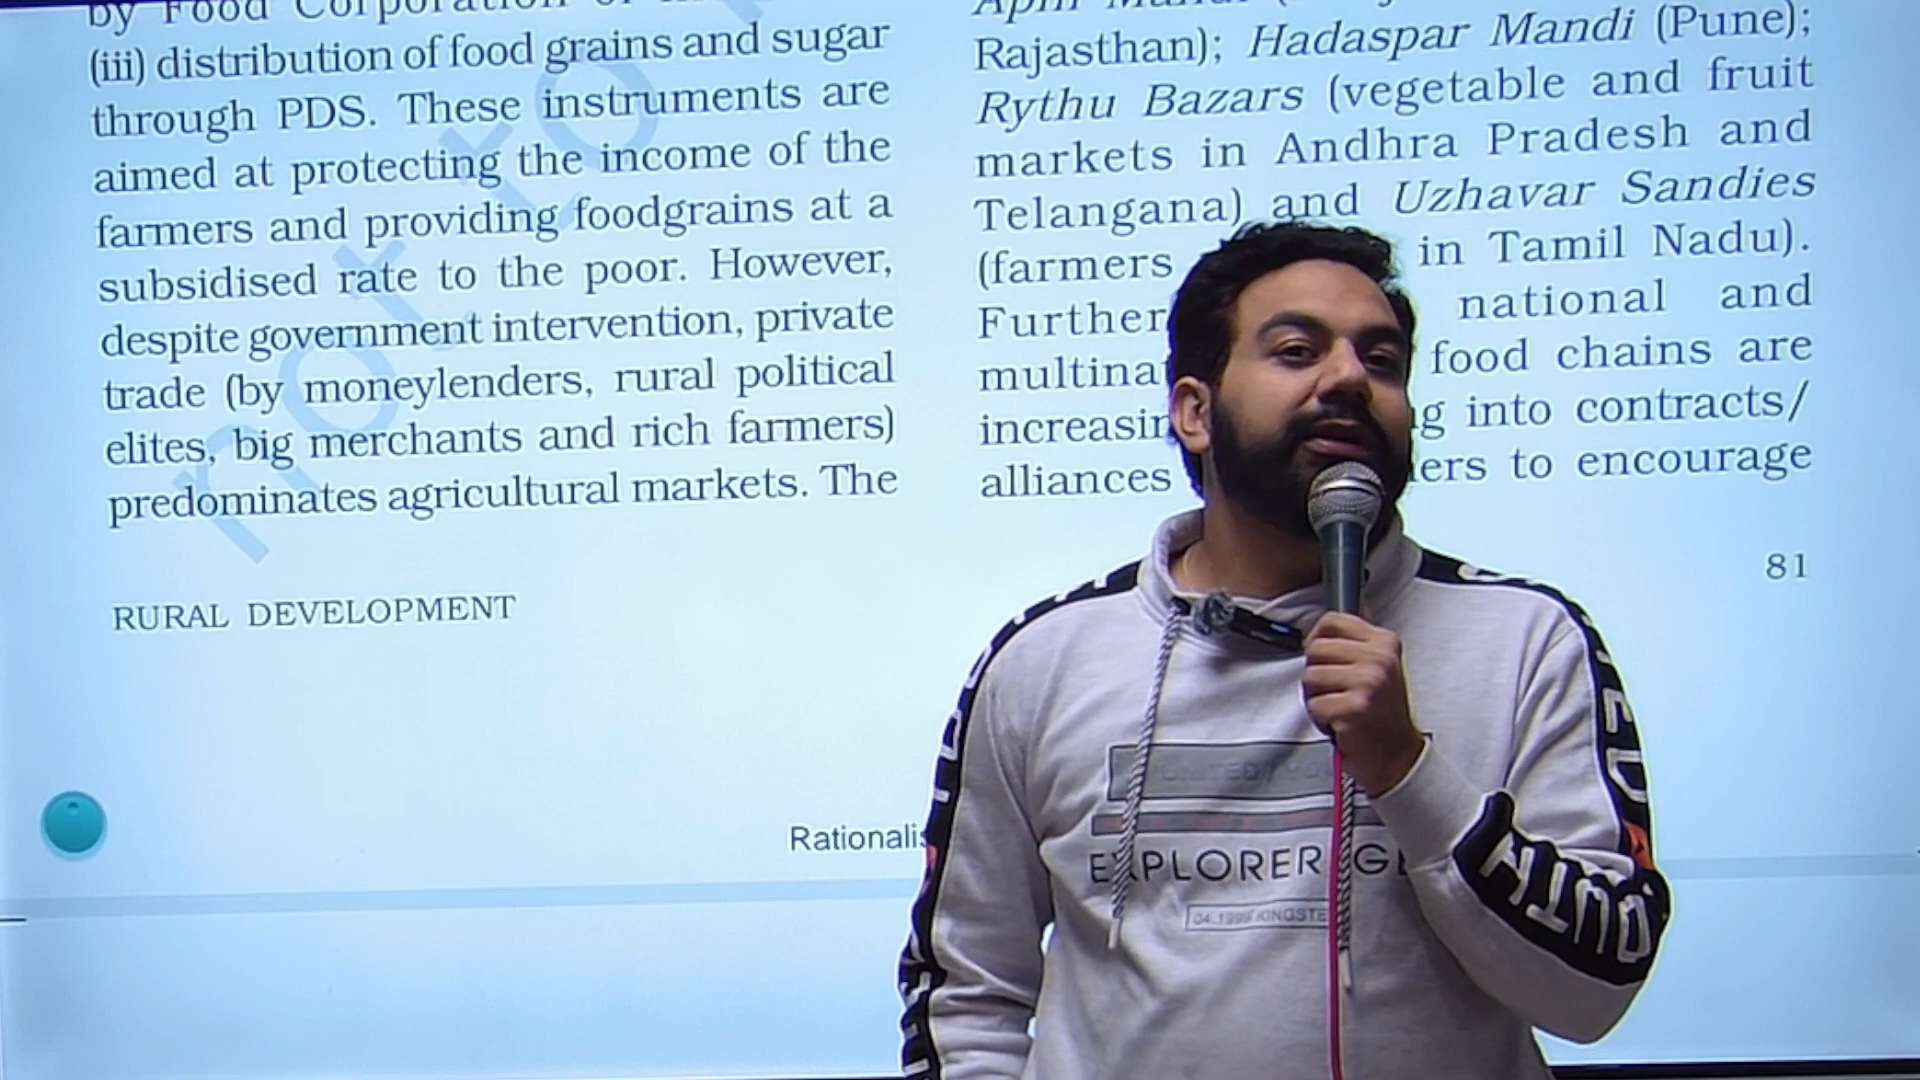 by Food Corporation of
(iii) distribution of food grains and sugar
through PDS. These instruments are
aimed at protecting the income of the
farmers and providing foodgrains at a
subsidised rate to the poor. However,
despite government intervention, private
trade (by moneylenders, rural political
elites, big merchants and rich farmers)
predominates agricultural markets. The
Rajasthan); Hadaspar Mandi (Pune);
Rythu Bazars (vegetable and fruit
markets in Andhra Pradesh and
Telangana) and Uzhavar Sandies
(farmers in Tamil Nadu).
Further national and
food chains are
into contracts/
alliances to encourage
RURAL DEVELOPMENT
81
not to
EXPLORER